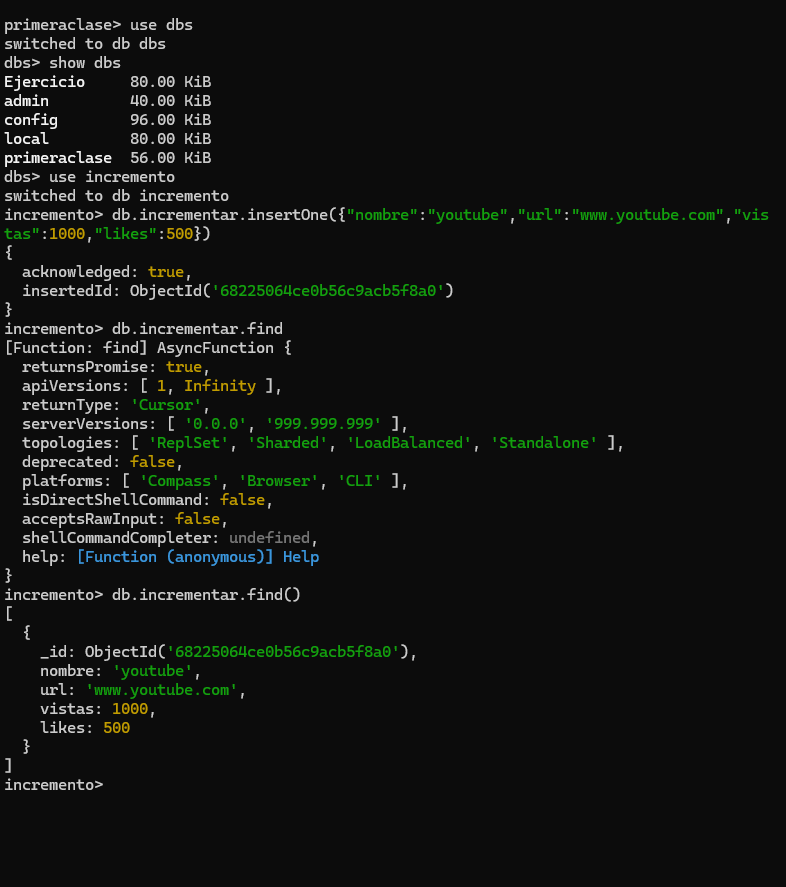 primeraclase> use dbs
switched to db dbs
dbs> show dbs
Ejercicio     80.00 KiB
admin         40.00 KiB
config        96.00 KiB
local         80.00 KiB
primeraclase  56.00 KiB
dbs> use incremento
switched to db incremento
incremento> db.incrementar.insertOne({"nombre":"youtube","url":"www.youtube.com","vis
tas":1000,"likes":500})
{
  acknowledged: true,
  insertedId: ObjectId('68225064ce0b56c9acb5f8a0')
}
incremento> db.incrementar.find
[Function: find] AsyncFunction {
  returnsPromise: true,
  apiVersions: [ 1, Infinity ],
  returnType: 'Cursor',
  serverVersions: [ '0.0.0', '999.999.999' ],
  topologies: [ 'ReplSet', 'Sharded', 'LoadBalanced', 'Standalone' ],
  deprecated: false,
  platforms: [ 'Compass', 'Browser', 'CLI' ],
  isDirectShellCommand: false,
  acceptsRawInput: false,
  shellCommandCompleter: undefined,
  help: [Function (anonymous)] Help
}
incremento> db.incrementar.find()
[
  {
    _id: ObjectId('68225064ce0b56c9acb5f8a0'),
    nombre: 'youtube',
    url: 'www.youtube.com',
    vistas: 1000,
    likes: 500
  }
]
incremento>